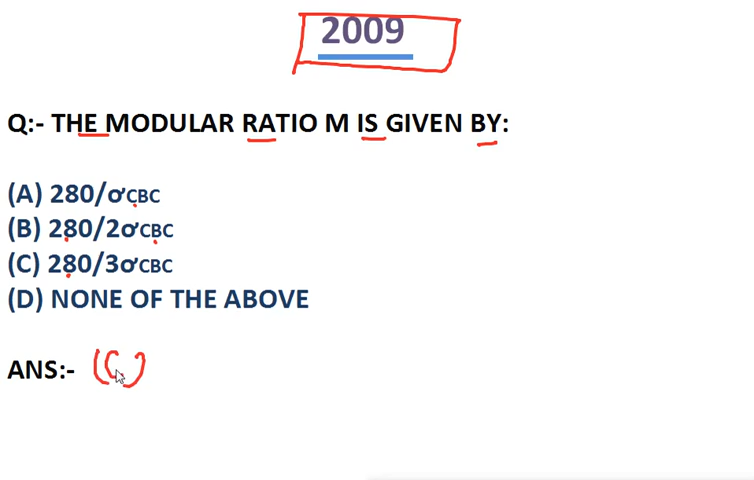 2009
Q:- THE MODULAR RATIO M IS GIVEN BY:
(A) 280/σCBC
(B) 280/2σCBC
(C) 280/3σCBC
(D) NONE OF THE ABOVE
ANS:- (C)